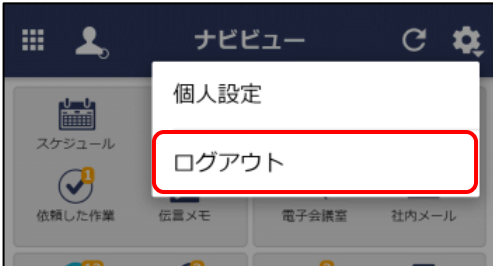 ナビビュー
個人設定
スケジュール
ログアウト
1
依頼した作業 伝言メモ 電子会議室 社内メール